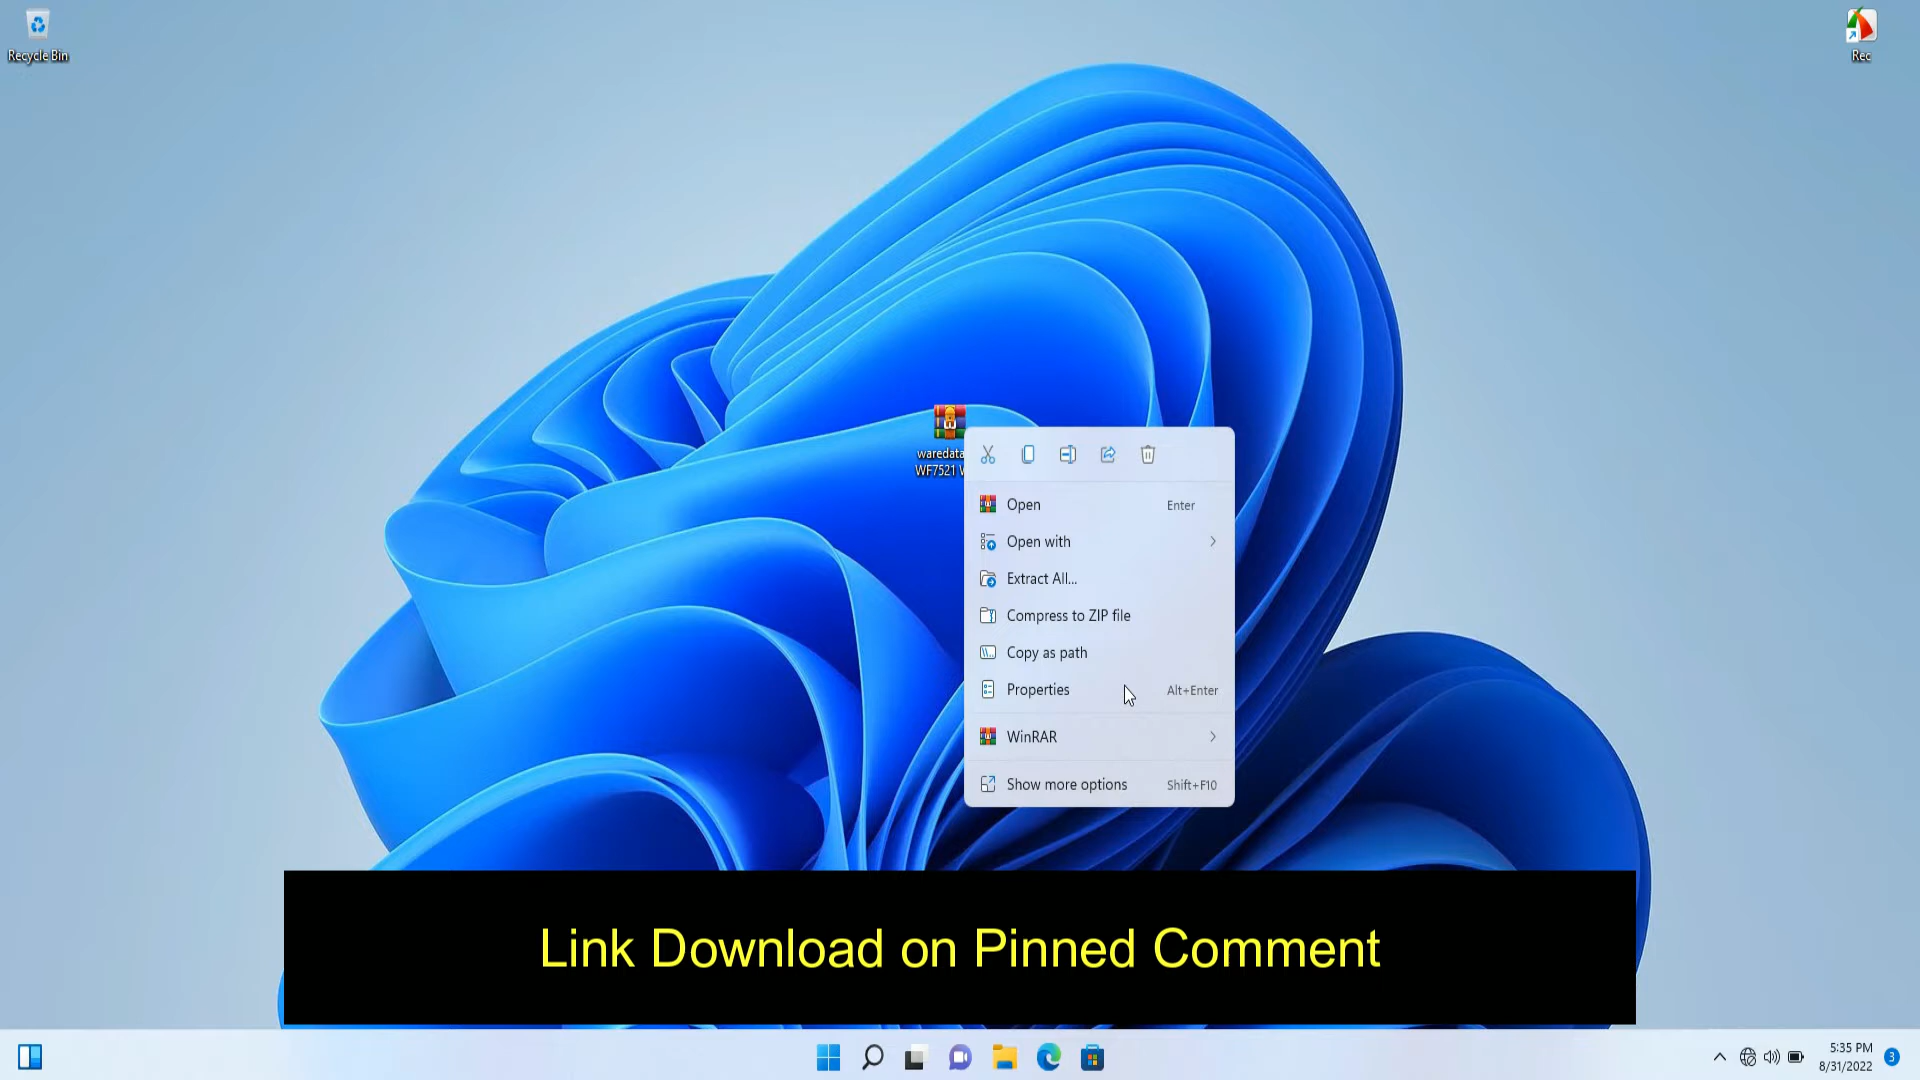 Recycle Bin
Rec
waredata
WF7521
Open Enter
Open with
Extract All...
Compress to ZIP file
Copy as path
Properties Alt+Enter
WinRAR
Show more options Shift+F10
Link Download on Pinned Comment
5:35 PM
8/31/2022
3